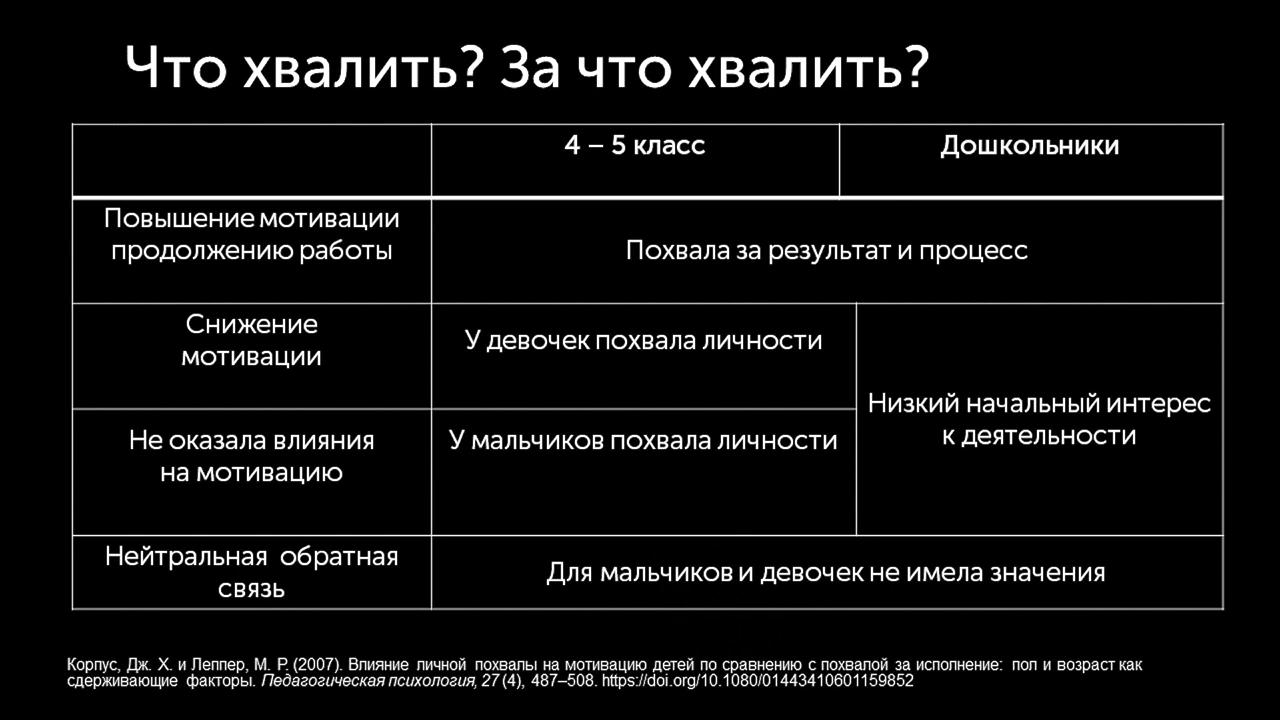 Что хвалить? За что хвалить?
4 – 5 класс
Дошкольники
Повышение мотивации
продолжению работы
Похвала за результат и процесс
Снижение
мотивации
У девочек похвала личности
Низкий начальный интерес
к деятельности
Не оказала влияния
на мотивацию
У мальчиков похвала личности
Нейтральная обратная
связь
Для мальчиков и девочек не имела значения
Корпус, Дж. Х. и Леппер, М. Р. (2007). Влияние личной похвалы на мотивацию детей по сравнению с похвалой за исполнение: пол и возраст как
сдерживающие факторы. Педагогическая психология, 27 (4), 487–508. https://doi.org/10.1080/01443410601159852